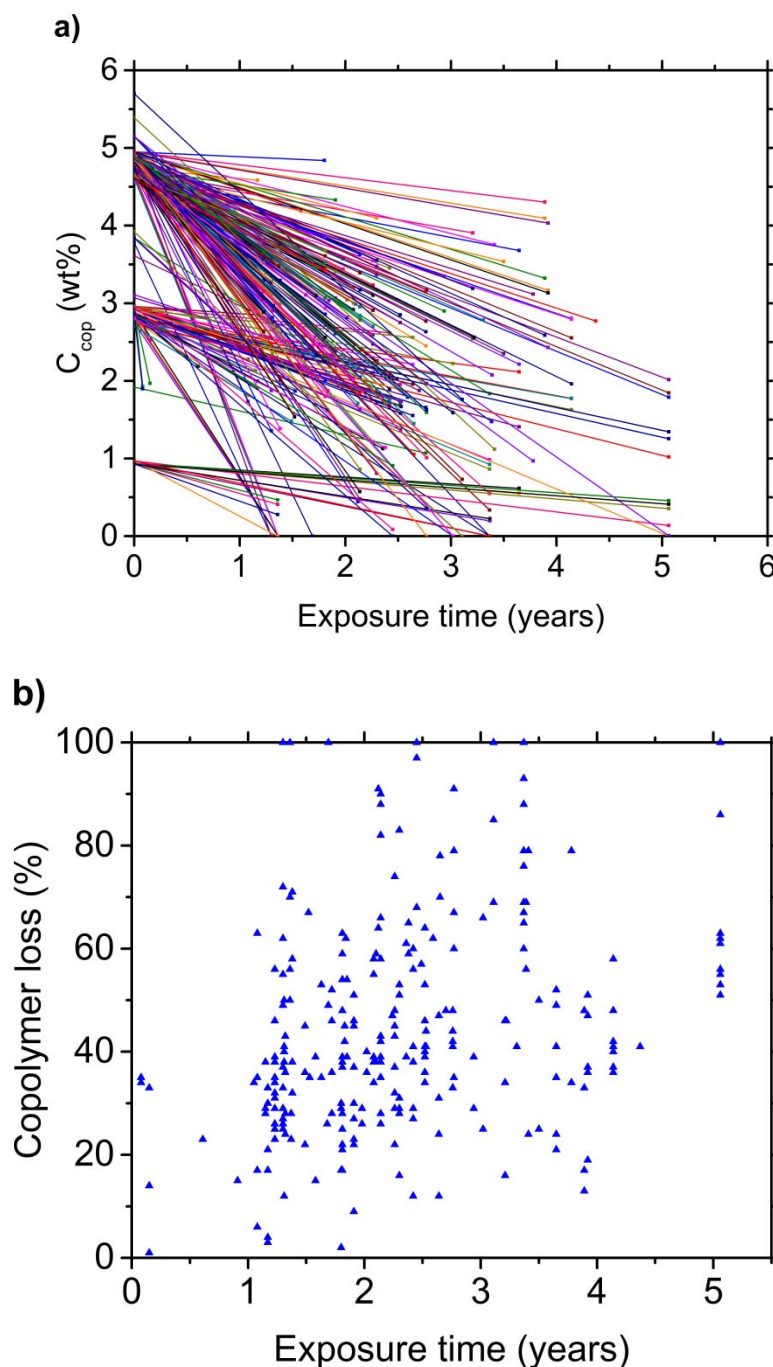 a)
6
5
4
3
2
1
0
C_cop (wt%)
0 1 2 3 4 5 6
Exposure time (years)
b)
100
80
60
40
20
0
Copolymer loss (%)
0 1 2 3 4 5
Exposure time (years)